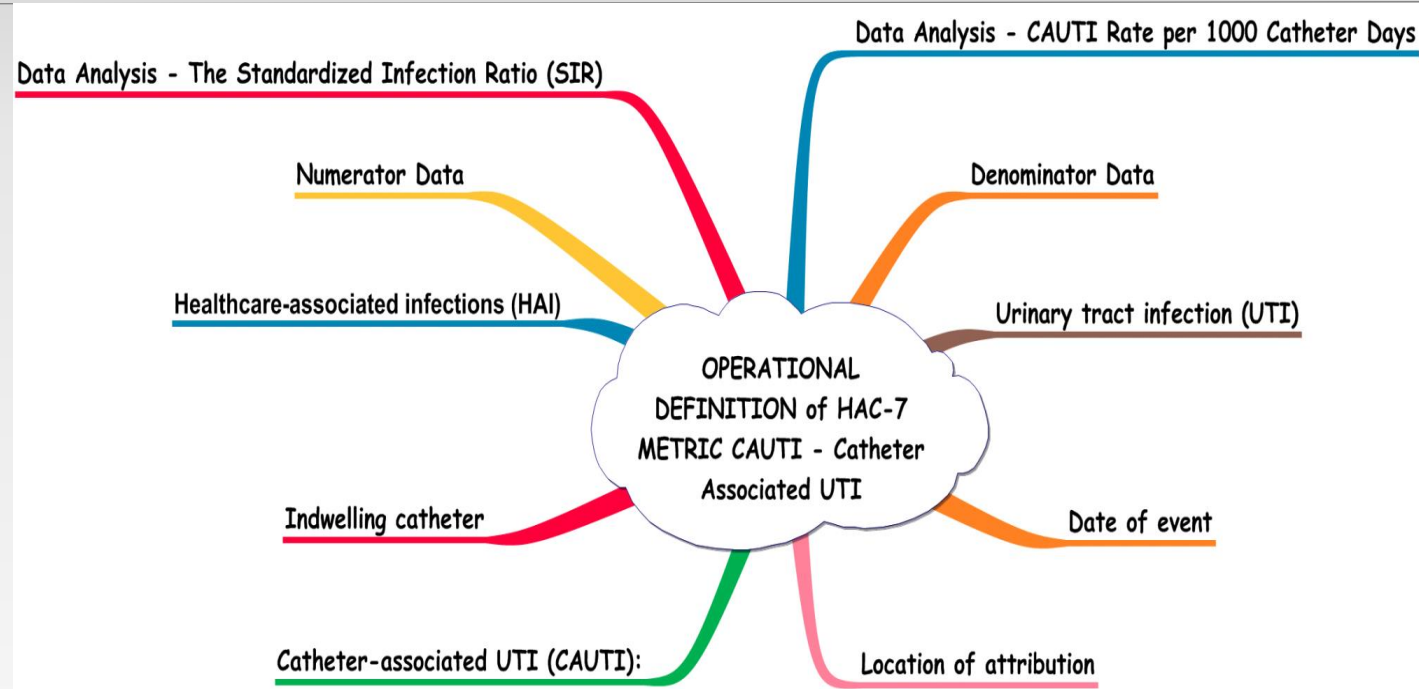 Data Analysis - CAUTI Rate per 1000 Catheter Days
Data Analysis - The Standardized Infection Ratio (SIR)
Numerator Data
Denominator Data
Healthcare-associated infections (HAI)
Urinary tract infection (UTI)
OPERATIONAL
DEFINITION of HAC-7
METRIC CAUTI - Catheter
Associated UTI
Indwelling catheter
Date of event
Catheter-associated UTI (CAUTI):
Location of attribution